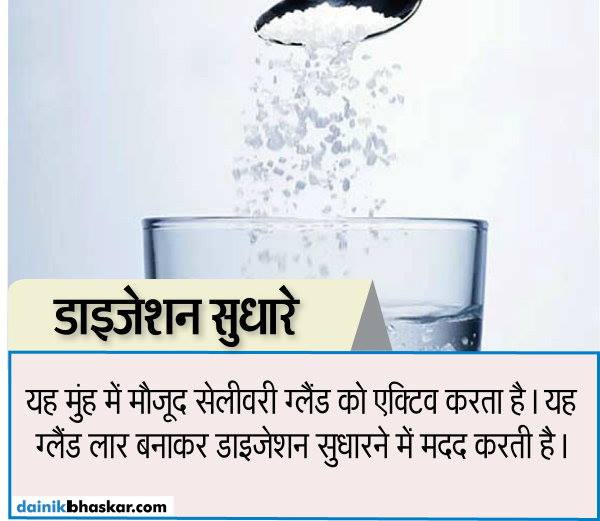 डाइजेशन सुधारे
यह मुंह में मौजूद सेलीवरी ग्लैंड को एक्टिव करता है। यह
ग्लैंड लार बनाकर डाइजेशन सुधारने में मदद करती है।
dainikbhaskar.com